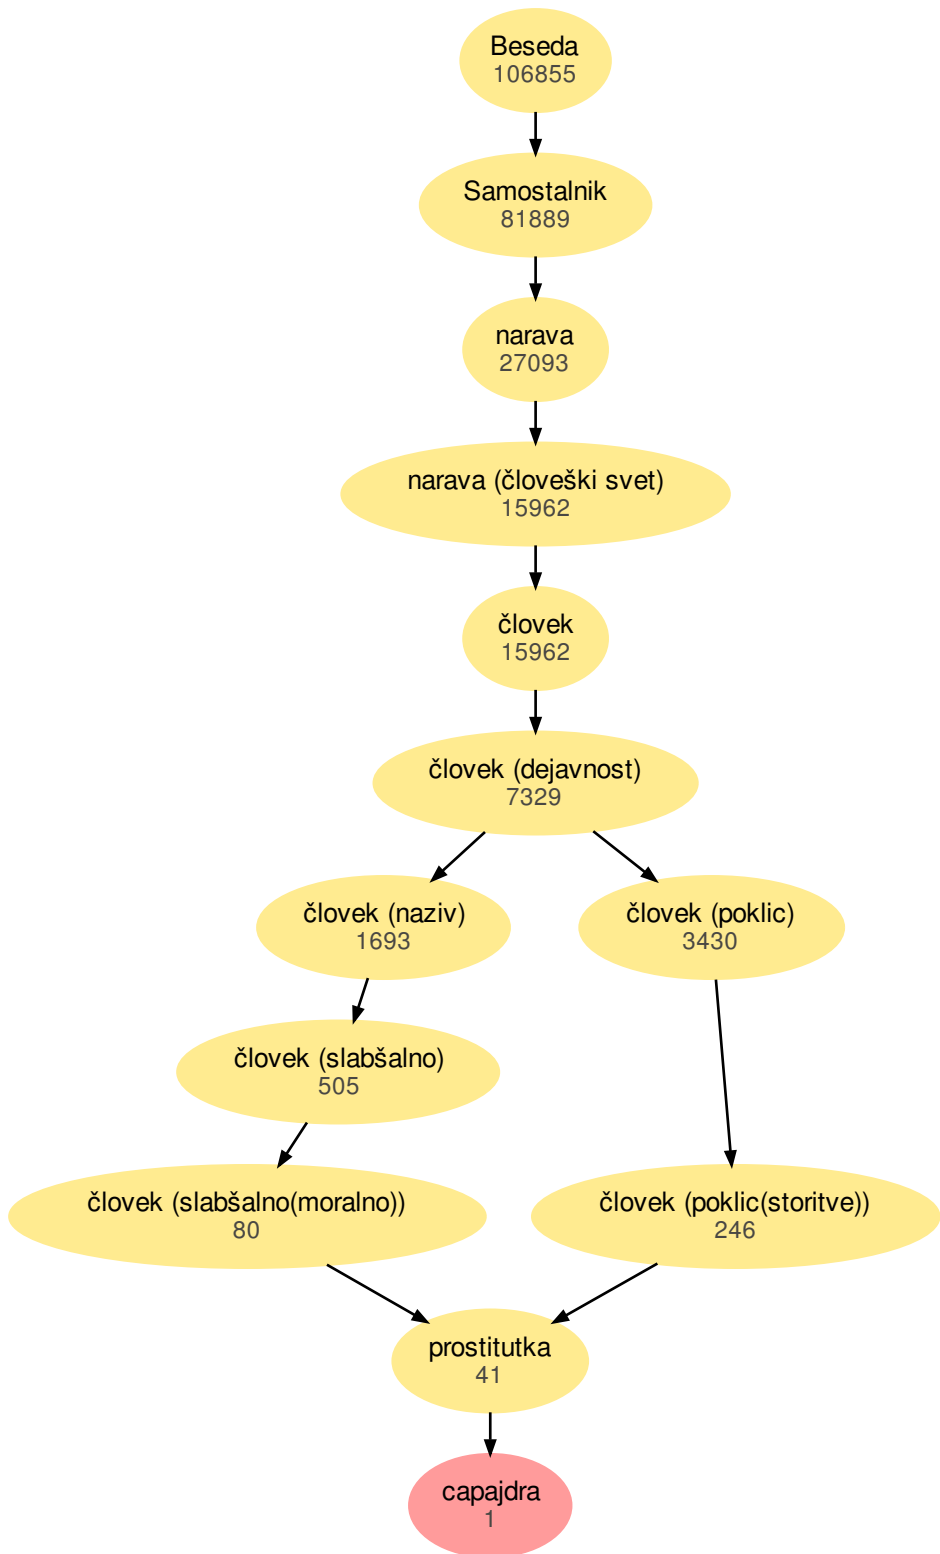 Beseda
106855
Samostalnik
81889
narava
27093
narava (človeški svet)
15962
človek
15962
človek (dejavnost)
7329
človek (naziv)
1693
človek (poklic)
3430
človek (slabšalno)
505
človek (slabšalno(moralno))
80
človek (poklic(storitve))
246
prostitutka
41
capajdra
1